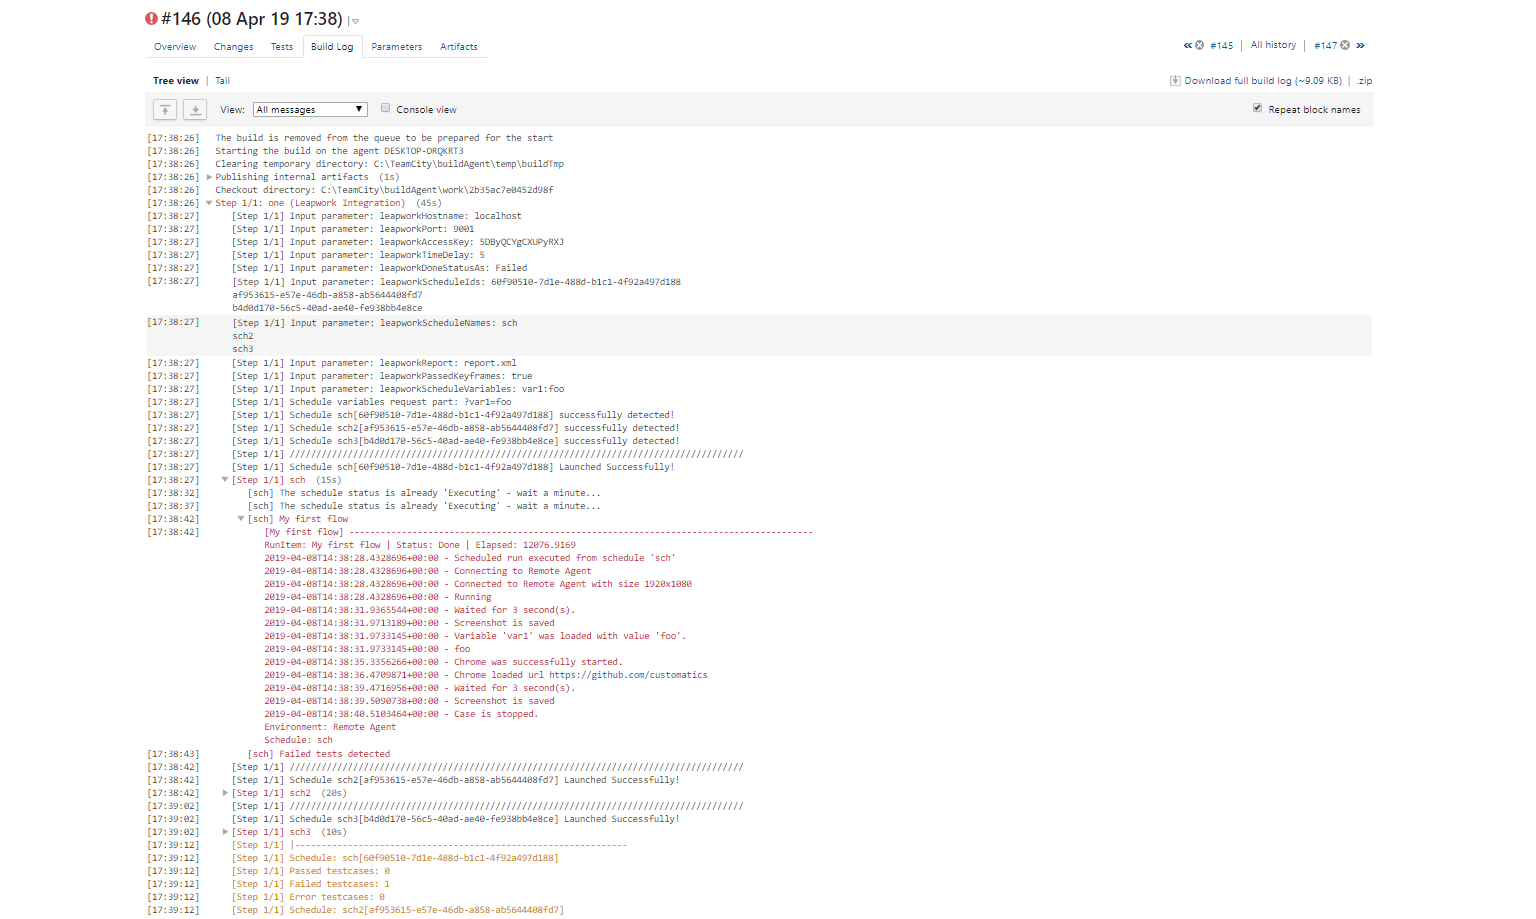 #146 (08 Apr 19 17:38) |
Overview Changes Tests Build Log Parameters Artifacts
« #145 | All history | #147 »
Tree view | Tail
Download full build log (~9.09 KB) | .zip
View: All messages Console view Repeat block names
[17:38:26] The build is removed from the queue to be prepared for the start
[17:38:26] Starting the build on the agent DESKTOP-ORQKRT3
[17:38:26] Clearing temporary directory: C:\TeamCity\buildAgent\temp\buildTmp
[17:38:26] Publishing internal artifacts (1s)
[17:38:26] Checkout directory: C:\TeamCity\buildAgent\work\2b35ac7e0452d98f
[17:38:26] Step 1/1: one (Leapwork Integration) (45s)
[17:38:27] [Step 1/1] Input parameter: leapworkHostname: localhost
[17:38:27] [Step 1/1] Input parameter: leapworkPort: 9001
[17:38:27] [Step 1/1] Input parameter: leapworkAccessKey: 5DByQCYgCXUPyRXJ
[17:38:27] [Step 1/1] Input parameter: leapworkTimeDelay: 5
[17:38:27] [Step 1/1] Input parameter: leapworkDoneStatusAs: Failed
[17:38:27] [Step 1/1] Input parameter: leapworkScheduleIds: 60f90510-7d1e-488d-b1c1-4f92a497d188
af953615-e57e-46db-a858-ab5644408fd7
b4d0d170-56c5-40ad-ae40-fe938bb4e8ce
[17:38:27] [Step 1/1] Input parameter: leapworkScheduleNames: sch
sch2
sch3
[17:38:27] [Step 1/1] Input parameter: leapworkReport: report.xml
[17:38:27] [Step 1/1] Input parameter: leapworkPassedKeyframes: true
[17:38:27] [Step 1/1] Input parameter: leapworkScheduleVariables: var1:foo
[17:38:27] [Step 1/1] Schedule variables request part: ?var1=foo
[17:38:27] [Step 1/1] Schedule sch[60f90510-7d1e-488d-b1c1-4f92a497d188] successfully detected!
[17:38:27] [Step 1/1] Schedule sch2[af953615-e57e-46db-a858-ab5644408fd7] successfully detected!
[17:38:27] [Step 1/1] Schedule sch3[b4d0d170-56c5-40ad-ae40-fe938bb4e8ce] successfully detected!
[17:38:27] [Step 1/1] //////////////////////////////////////////////////////////////////////////////////////
[17:38:27] [Step 1/1] Schedule sch[60f90510-7d1e-488d-b1c1-4f92a497d188] Launched Successfully!
[17:38:27] [Step 1/1] sch (15s)
[17:38:32] [sch] The schedule status is already 'Executing' - wait a minute...
[17:38:37] [sch] The schedule status is already 'Executing' - wait a minute...
[17:38:42] [sch] My first flow
[17:38:42] [My first flow] ----------------------------------------------------------------------------------------
RunItem: My first flow | Status: Done | Elapsed: 12076.9169
2019-04-08T14:38:28.4328696+00:00 - Scheduled run executed from schedule 'sch'
2019-04-08T14:38:28.4328696+00:00 - Connecting to Remote Agent
2019-04-08T14:38:28.4328696+00:00 - Connected to Remote Agent with size 1920x1080
2019-04-08T14:38:28.4328696+00:00 - Running
2019-04-08T14:38:31.9365544+00:00 - Waited for 3 second(s).
2019-04-08T14:38:31.9713189+00:00 - Screenshot is saved
2019-04-08T14:38:31.9733145+00:00 - Variable 'var1' was loaded with value 'foo'.
2019-04-08T14:38:31.9733145+00:00 - foo
2019-04-08T14:38:35.3356266+00:00 - Chrome was successfully started.
2019-04-08T14:38:36.4709871+00:00 - Chrome loaded url https://github.com/customatics
2019-04-08T14:38:39.4716956+00:00 - Waited for 3 second(s).
2019-04-08T14:38:39.5090738+00:00 - Screenshot is saved
2019-04-08T14:38:40.5103464+00:00 - Case is stopped.
Environment: Remote Agent
Schedule: sch
[17:38:43] [sch] Failed tests detected
[17:38:42] [Step 1/1] //////////////////////////////////////////////////////////////////////////////////////
[17:38:42] [Step 1/1] Schedule sch2[af953615-e57e-46db-a858-ab5644408fd7] Launched Successfully!
[17:38:42] [Step 1/1] sch2 (20s)
[17:39:02] [Step 1/1] //////////////////////////////////////////////////////////////////////////////////////
[17:39:02] [Step 1/1] Schedule sch3[b4d0d170-56c5-40ad-ae40-fe938bb4e8ce] Launched Successfully!
[17:39:02] [Step 1/1] sch3 (10s)
[17:39:12] [Step 1/1] |---------------------------------------------------------------
[17:39:12] [Step 1/1] Schedule: sch[60f90510-7d1e-488d-b1c1-4f92a497d188]
[17:39:12] [Step 1/1] Passed testcases: 0
[17:39:12] [Step 1/1] Failed testcases: 1
[17:39:12] [Step 1/1] Error testcases: 0
[17:39:12] [Step 1/1] Schedule: sch2[af953615-e57e-46db-a858-ab5644408fd7]